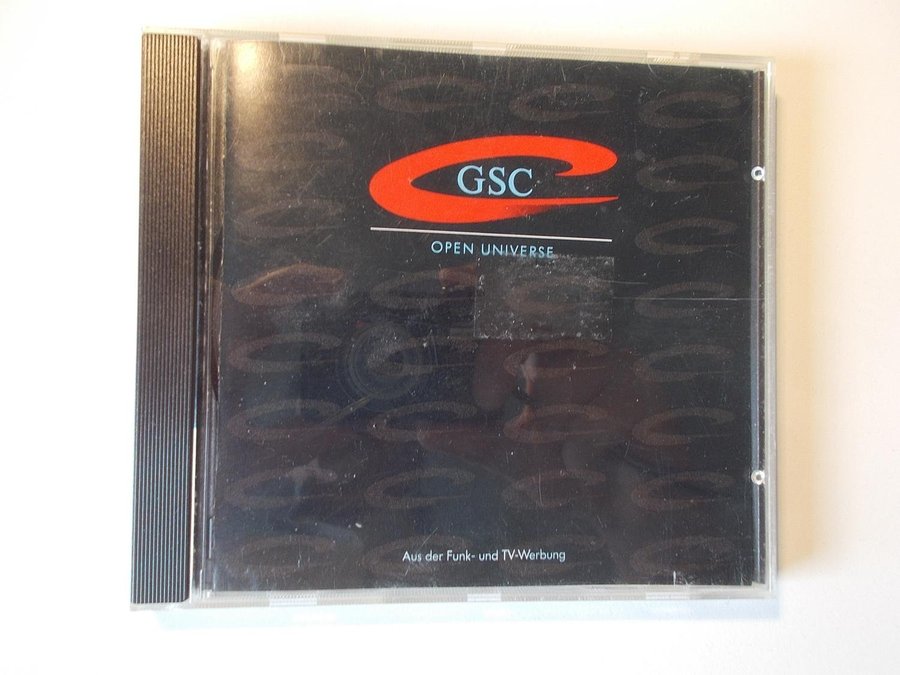 GSC
OPEN UNIVERSE
Aus der Funk- und TV-Werbung